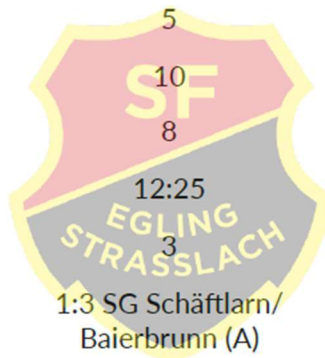 5
SF
10
8
12:25
EGLING
STRASSLACH
3
1:3 SG Schäftlarn/
Baierbrunn (A)